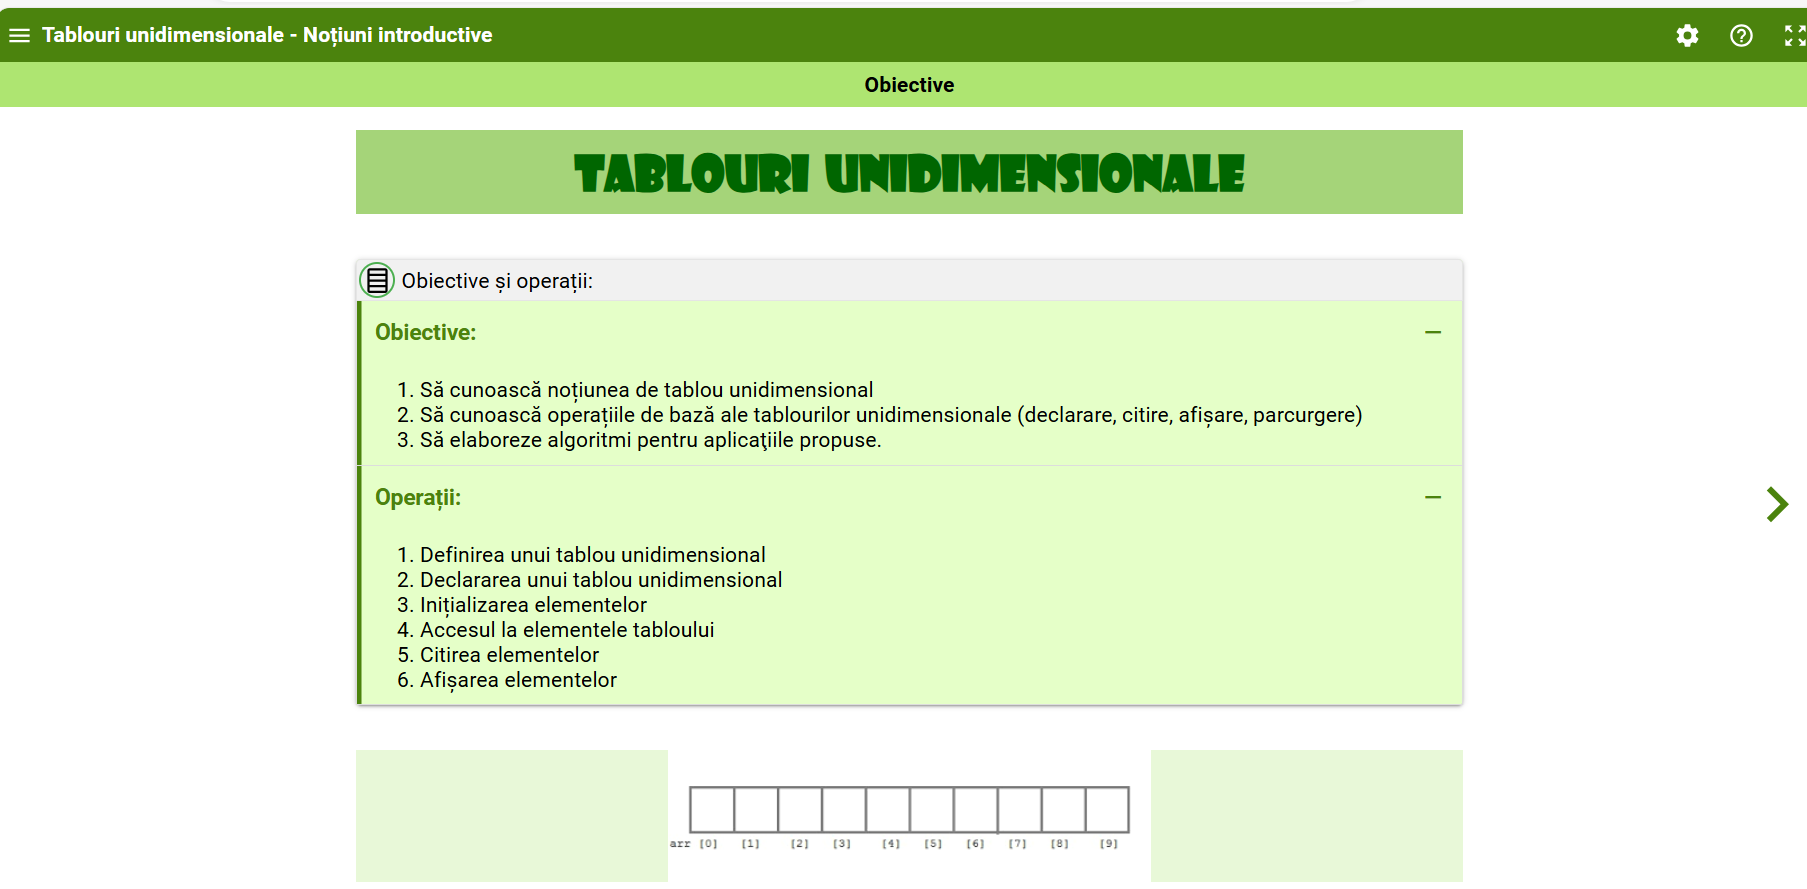 Tablouri unidimensionale - Noțiuni introductive
Obiective
TABLOURI UNIDIMENSIONALE
Obiective și operații:
Obiective:
1. Să cunoască noțiunea de tablou unidimensional
2. Să cunoască operațiile de bază ale tablourilor unidimensionale (declarare, citire, afișare, parcurgere)
3. Să elaboreze algoritmi pentru aplicaţiile propuse.
Operații:
1. Definirea unui tablou unidimensional
2. Declararea unui tablou unidimensional
3. Inițializarea elementelor
4. Accesul la elementele tabloului
5. Citirea elementelor
6. Afișarea elementelor
arr [0] [1] [2] [3] [4] [5] [6] [7] [8] [9]